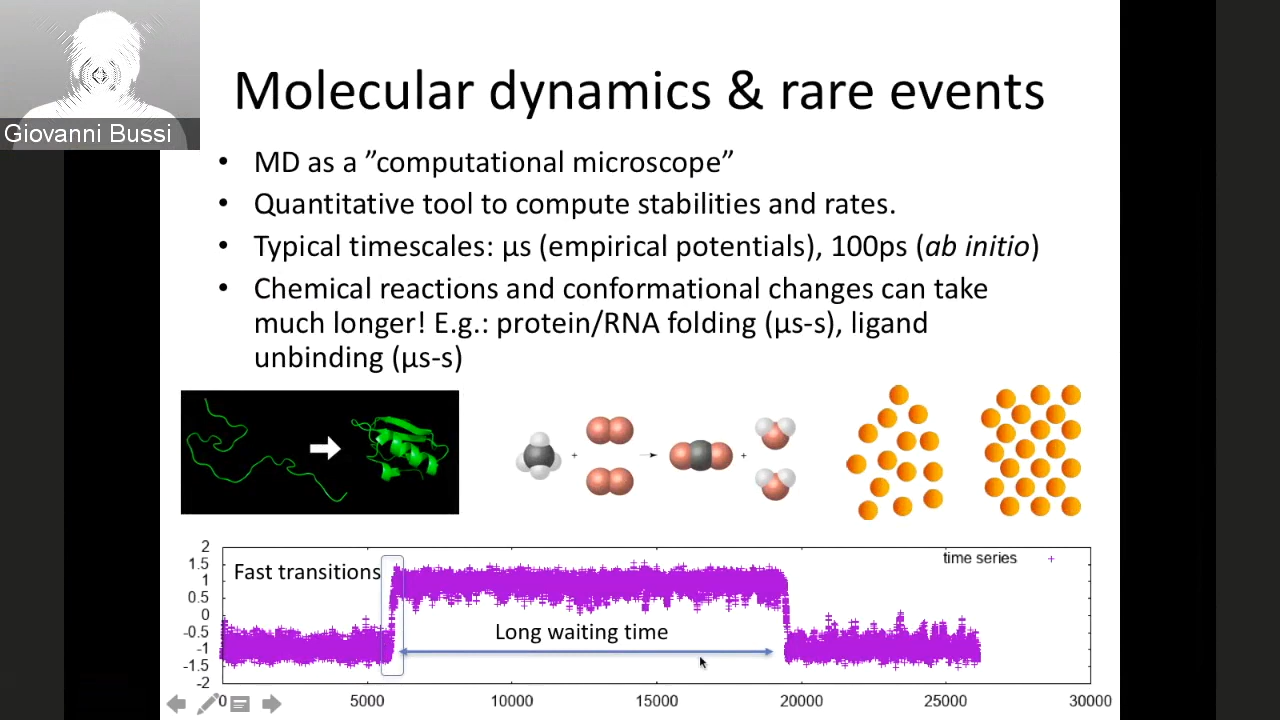 Giovanni Bussi
Molecular dynamics & rare events
• MD as a ”computational microscope”
• Quantitative tool to compute stabilities and rates.
• Typical timescales: µs (empirical potentials), 100ps (ab initio)
• Chemical reactions and conformational changes can take
much longer! E.g.: protein/RNA folding (µs-s), ligand
unbinding (µs-s)
+
+
2
1.5
1
0.5
0
-0.5
-1
-1.5
-2
Fast transitions
time series
Long waiting time
0
5000
10000
15000
20000
25000
30000